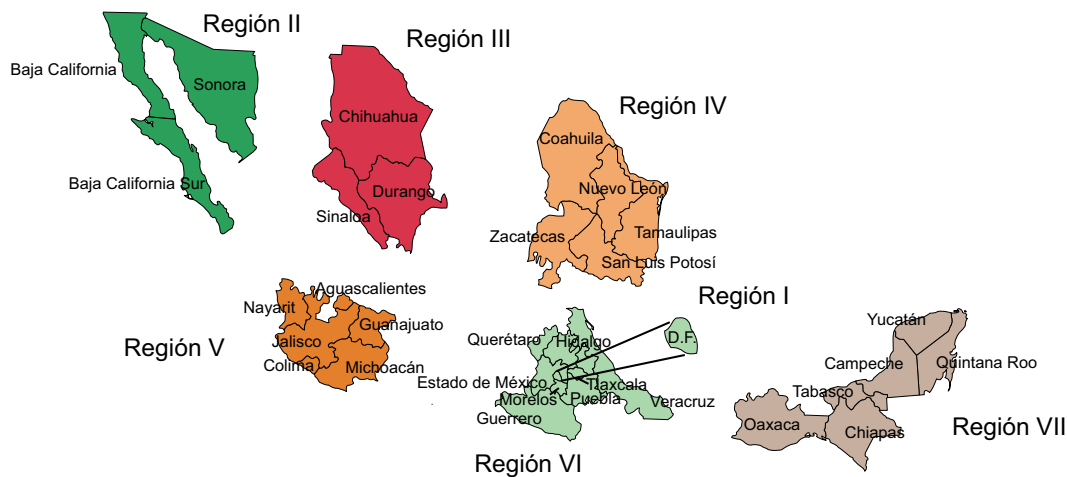 Región II
Baja California
Sonora
Baja California Sur
Región III
Chihuahua
Durango
Sinaloa
Región IV
Coahuila
Nuevo León
Zacatecas
Tamaulipas
San Luis Potosí
Región V
Aguascalientes
Nayarit
Guanajuato
Jalisco
Colima
Michoacán
Región I
D.F.
Querétaro
Hidalgo
Estado de México
Tlaxcala
Morelos
Puebla
Veracruz
Guerrero
Región VI
Yucatán
Campeche
Quintana Roo
Tabasco
Oaxaca
Chiapas
Región VII